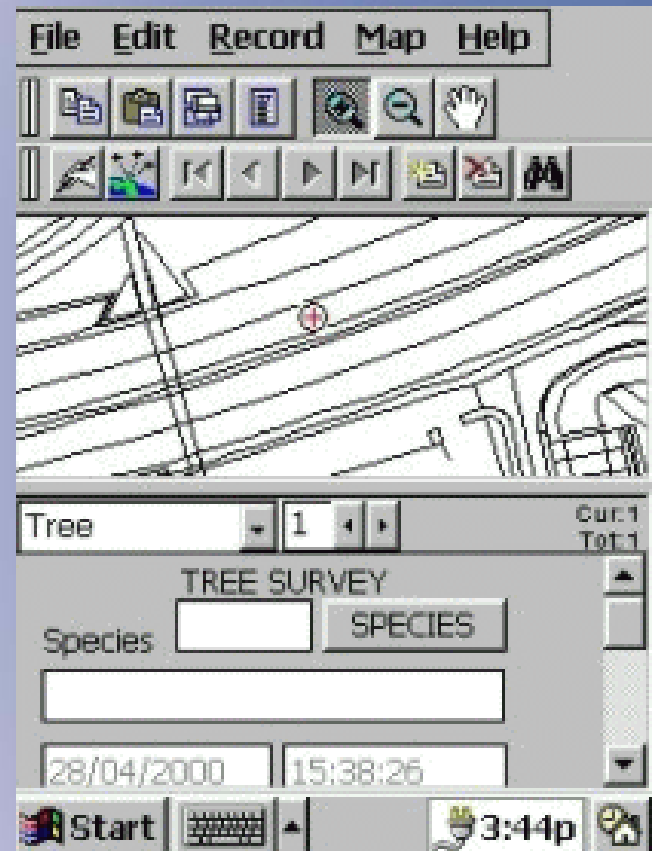 File Edit Record Map Help
Tree 1 Cur:1
Tot:1
TREE SURVEY
Species SPECIES
28/04/2000 15:38:26
Start 3:44p